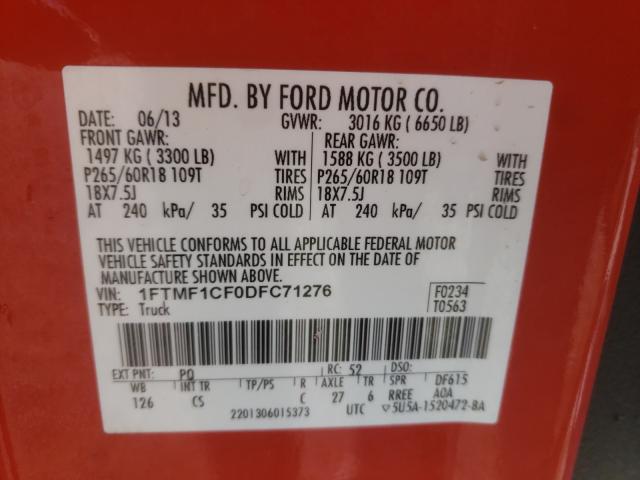 MFD. BY FORD MOTOR CO.
DATE: 06/13 GVWR: 3016 KG ( 6650 LB)
FRONT GAWR: REAR GAWR:
1497 KG ( 3300 LB) WITH 1588 KG ( 3500 LB) WITH
P265/60R18 109T TIRES P265/60R18 109T TIRES
18X7.5J RIMS 18X7.5J RIMS
AT 240 kPa/ 35 PSI COLD AT 240 kPa/ 35 PSI COLD
THIS VEHICLE CONFORMS TO ALL APPLICABLE FEDERAL MOTOR
VEHICLE SAFETY STANDARDS IN EFFECT ON THE DATE OF
MANUFACTURE SHOWN ABOVE.
VIN: 1FTMF1CF0DFC71276 F0234
TYPE: Truck T0563
EXT PNT: PQ RC: 52 DSO:
WB INT TR TP/PS R AXLE TR SPR DF615
126 CS C 27 6 RREE AOA
2201306015373 UTC ▽5U5A-1520472-BA